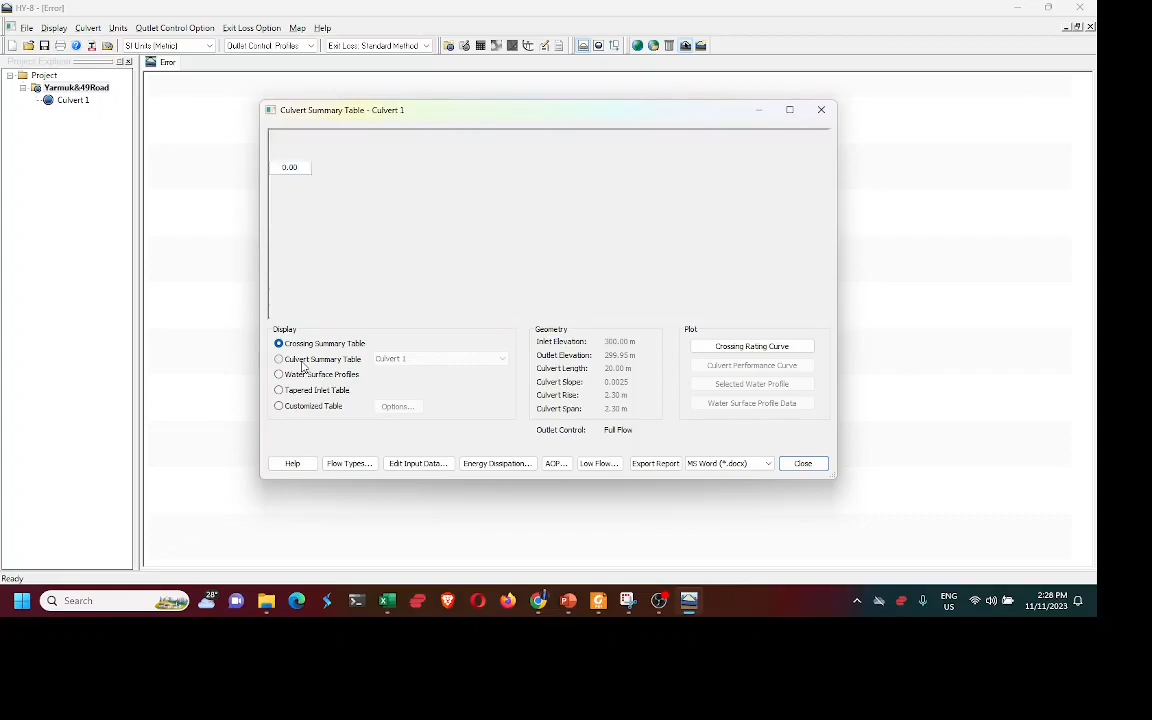 HY-8 - [Error]
File Display Culvert Units Outlet Control Option Exit Loss Option Map Help
SI Units (Metric) Outlet Control: Profiles Exit Loss: Standard Method
Project Explorer
Error
Project
Yarmuk&49Road
Culvert 1
Culvert Summary Table - Culvert 1
0.00
Display
Crossing Summary Table
Culvert Summary Table Culvert 1
Water Surface Profiles
Tapered Inlet Table
Customized Table Options...
Geometry
Inlet Elevation: 300.00 m
Outlet Elevation: 299.95 m
Culvert Length: 20.00 m
Culvert Slope: 0.0025
Culvert Rise: 2.30 m
Culvert Span: 2.30 m
Outlet Control: Full Flow
Plot
Crossing Rating Curve
Culvert Performance Curve
Selected Water Profile
Water Surface Profile Data
Help Flow Types... Edit Input Data... Energy Dissipation... AOP... Low Flow... Export Report MS Word (*.docx) Close
Ready
Search
28°
ENG
US
2:28 PM
11/11/2023